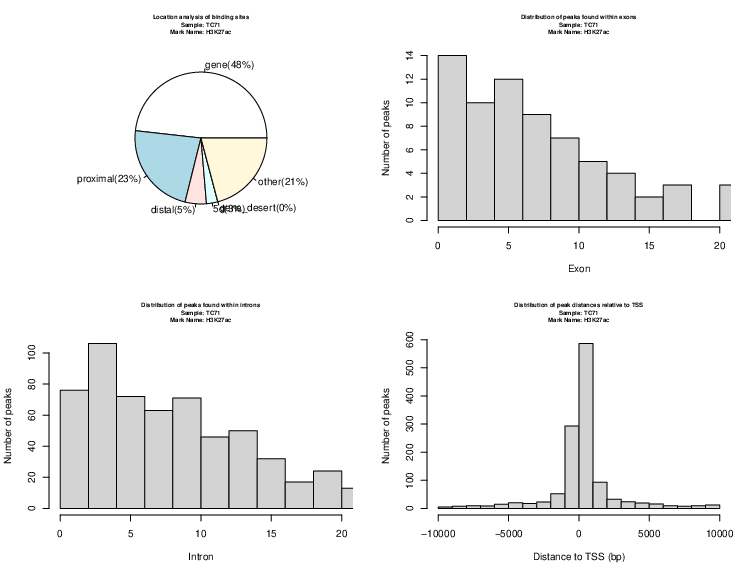 Location analysis of binding sites
Sample: TC71
Mark Name: H3K27ac
gene(48%)
proximal(23%)
distal(5%)
gene_desert(0%)
other(21%)
Distribution of peaks found within exons
Sample: TC71
Mark Name: H3K27ac
Number of peaks
14
12
10
8
6
4
2
0
0 5 10 15 20
Exon
Distribution of peaks found within introns
Sample: TC71
Mark Name: H3K27ac
Number of peaks
100
80
60
40
20
0
0 5 10 15 20
Intron
Distribution of peak distances relative to TSS
Sample: TC71
Mark Name: H3K27ac
Number of peaks
600
500
400
300
200
100
0
−10000 −5000 0 5000 10000
Distance to TSS (bp)